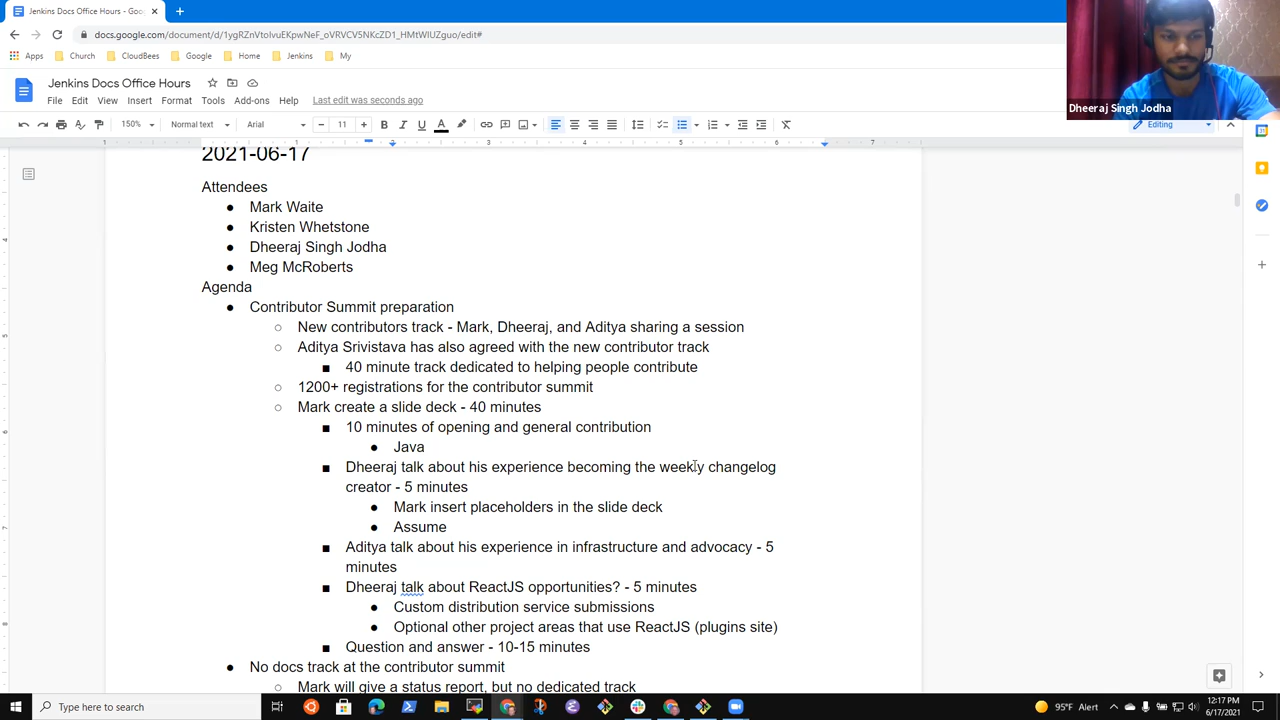 Jenkins Docs Office Hours - Goo
docs.google.com/document/d/1ygRZnVtoIvuEKpwNeF_oVRVCV5NKcZD1_HMtWIUZguo/edit#
Apps Church CloudBees Google Home Jenkins My
Dheeraj Singh Jodha
Jenkins Docs Office Hours
File Edit View Insert Format Tools Add-ons Help Last edit was seconds ago
150% Normal text Arial 11 Editing
2021-06-17
Attendees
● Mark Waite
● Kristen Whetstone
● Dheeraj Singh Jodha
● Meg McRoberts
Agenda
● Contributor Summit preparation
○ New contributors track - Mark, Dheeraj, and Aditya sharing a session
○ Aditya Srivistava has also agreed with the new contributor track
■ 40 minute track dedicated to helping people contribute
○ 1200+ registrations for the contributor summit
○ Mark create a slide deck - 40 minutes
■ 10 minutes of opening and general contribution
● Java
■ Dheeraj talk about his experience becoming the weekly changelog
creator - 5 minutes
● Mark insert placeholders in the slide deck
● Assume
■ Aditya talk about his experience in infrastructure and advocacy - 5
minutes
■ Dheeraj talk about ReactJS opportunities? - 5 minutes
● Custom distribution service submissions
● Optional other project areas that use ReactJS (plugins site)
■ Question and answer - 10-15 minutes
● No docs track at the contributor summit
○ Mark will give a status report, but no dedicated track
Type here to search
95°F Alert
12:17 PM
6/17/2021